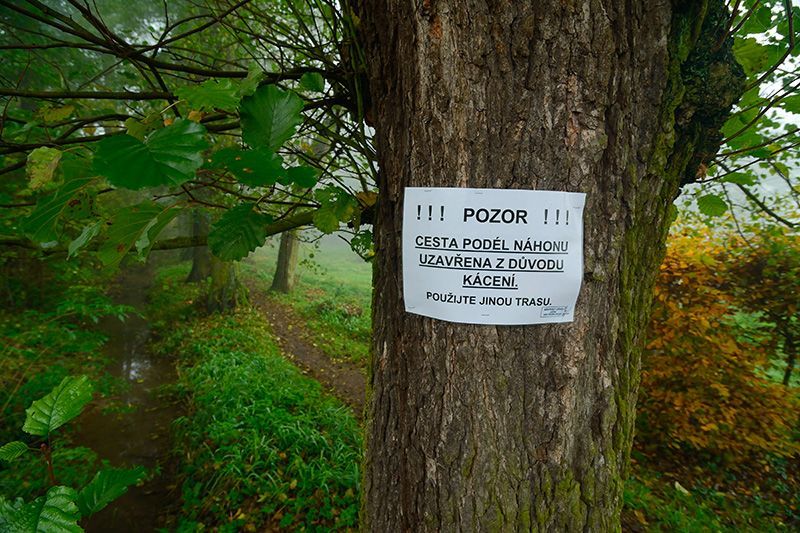 !!! POZOR !!!
CESTA PODÉL NÁHONU
UZAVŘENA Z DŮVODU
KÁCENÍ.
POUŽIJTE JINOU TRASU.